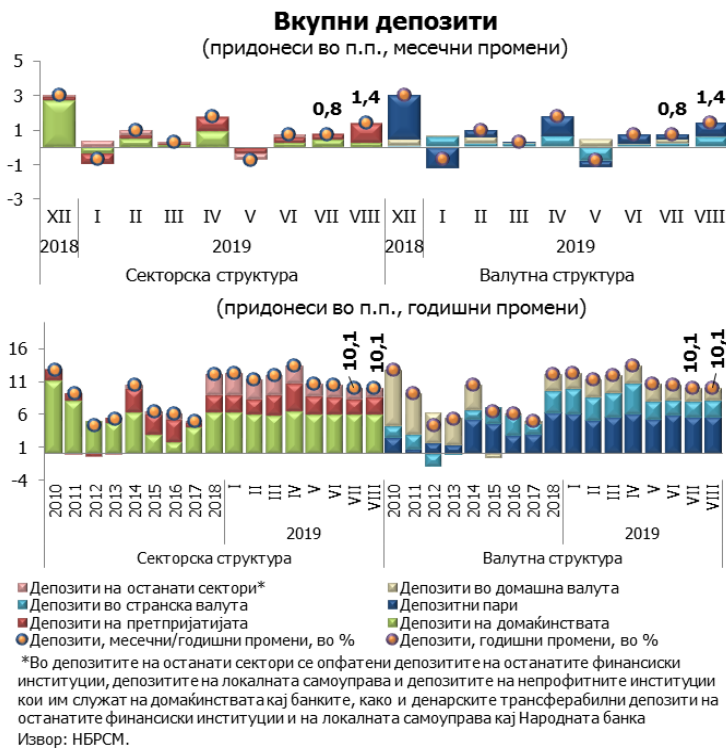 Вкупни депозити
(придонеси во п.п., месечни промени)
5
3
1
-1
-3
0,8
1,4
0,8
1,4
XII I II III IV V VI VII VIII XII I II III IV V VI VII VIII
2018 2019 2018 2019
Секторска структура Валутна структура
(придонеси во п.п., годишни промени)
16
11
6
1
-4
10,1
10,1
10,1
10,1
2010 2011 2012 2013 2014 2015 2016 2017 2018 I II III IV V VI VII VIII 2010 2011 2012 2013 2014 2015 2016 2017 2018 I II III IV V VI VII VIII
2019 2019
Секторска структура Валутна структура
Депозити на останати сектори* Депозити во домашна валута
Депозити во странска валута Депозитни пари
Депозити на претпријатијата Депозити на домаќинствата
Депозити, месечни/годишни промени, во % Депозити, годишни промени, во %
*Во депозитите на останати сектори се опфатени депозитите на останатите финансиски
институции, депозитите на локалната самоуправа и депозитите на непрофитните институции
кои им служат на домаќинствата кај банките, како и денарските трансферабилни депозити на
останатите финансиски институции и на локалната самоуправа кај Народната банка
Извор: НБРСМ.